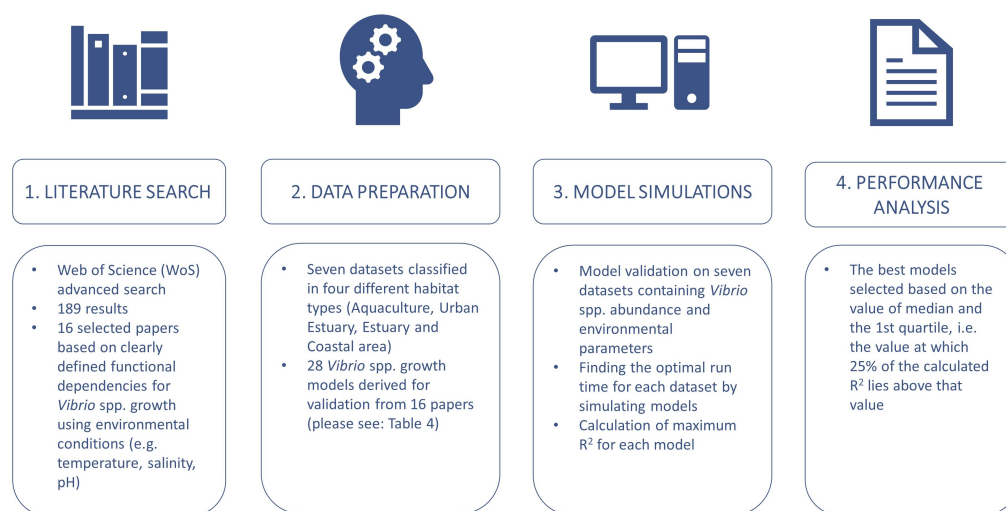 1. LITERATURE SEARCH
• Web of Science (WoS)
advanced search
• 189 results
• 16 selected papers
based on clearly
defined functional
dependencies for
Vibrio spp. growth
using environmental
conditions (e.g.
temperature, salinity,
pH)
2. DATA PREPARATION
• Seven datasets classified
in four different habitat
types (Aquaculture, Urban
Estuary, Estuary and
Coastal area)
• 28 Vibrio spp. growth
models derived for
validation from 16 papers
(please see: Table 4)
3. MODEL SIMULATIONS
• Model validation on seven
datasets containing Vibrio
spp. abundance and
environmental
parameters
• Finding the optimal run
time for each dataset by
simulating models
• Calculation of maximum
R² for each model
4. PERFORMANCE
ANALYSIS
• The best models
selected based on the
value of median and
the 1st quartile, i.e.
the value at which
25% of the calculated
R² lies above that
value